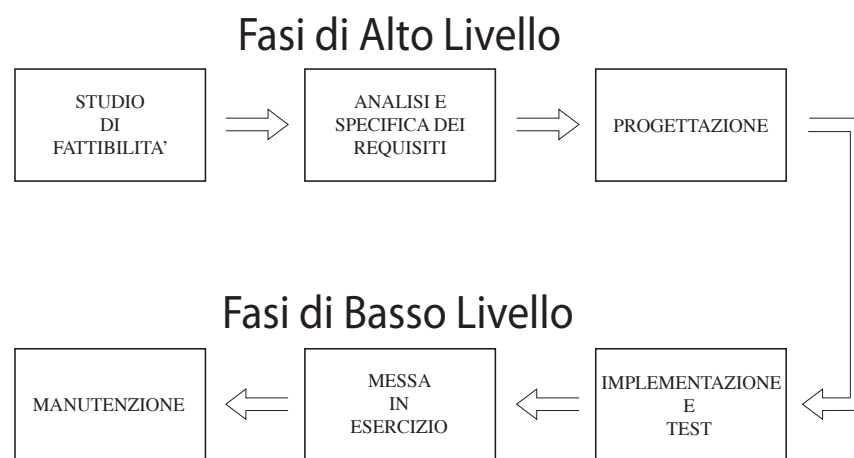 Fasi di Alto Livello
STUDIO
DI
FATTIBILITA’
ANALISI E
SPECIFICA DEI
REQUISITI
PROGETTAZIONE
Fasi di Basso Livello
MANUTENZIONE
MESSA
IN
ESERCIZIO
IMPLEMENTAZIONE
E
TEST